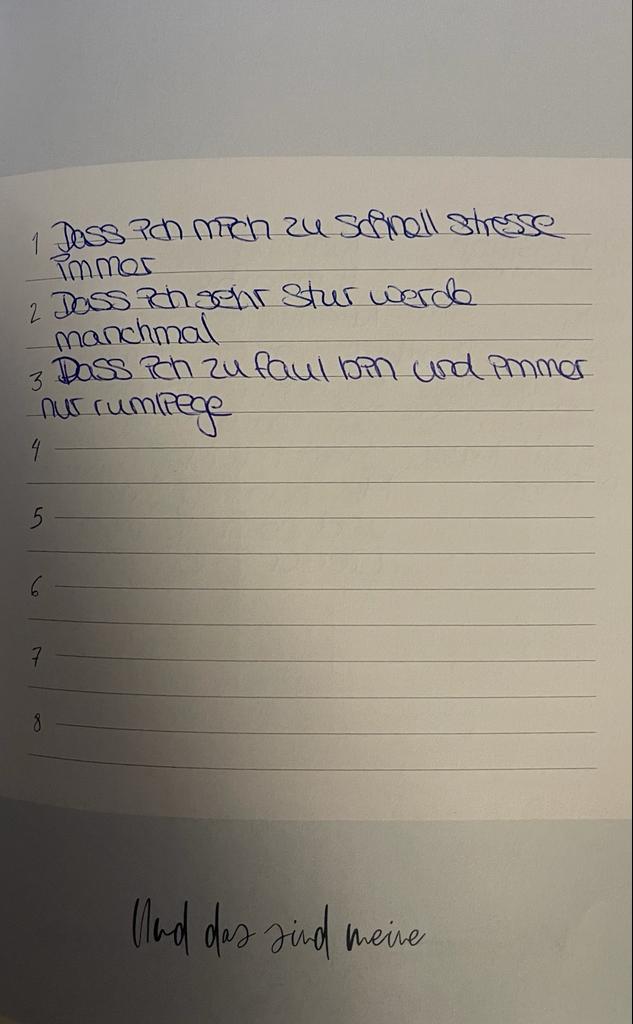 1 Dass ich mich zu schnell stresse
immer
2 Dass ich sehr stur werde
manchmal
3 Dass ich zu faul bin und immer
nur rumliege
4
5
6
7
8
Und das sind meine